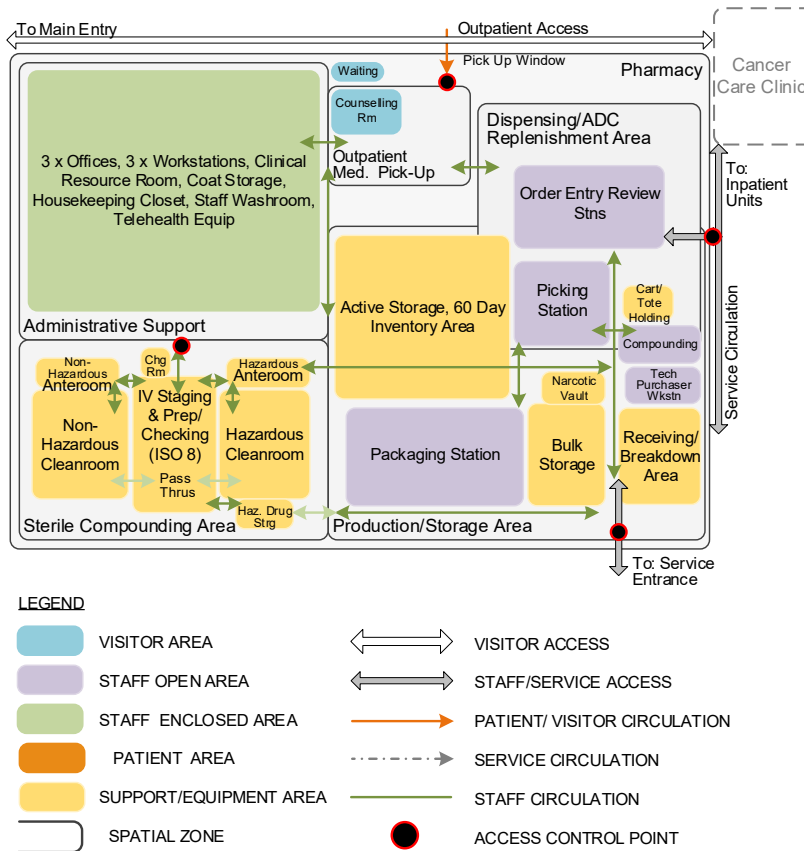 To Main Entry
Outpatient Access
Pick Up Window
Pharmacy
Cancer
Care Clinic
Waiting
Counselling
Rm
Outpatient
Med. Pick-Up
Dispensing/ADC
Replenishment Area
3 x Offices, 3 x Workstations, Clinical
Resource Room, Coat Storage,
Housekeeping Closet, Staff Washroom,
Telehealth Equip
Administrative Support
Order Entry Review
Stns
To:
Inpatient
Units
Service Circulation
Active Storage, 60 Day
Inventory Area
Picking
Station
Cart/
Tote
Holding
Compounding
Tech
Purchaser
Wkstn
Narcotic
Vault
Non-
Hazardous
Anteroom
Chg
Rm
Hazardous
Anteroom
Non-
Hazardous
Cleanroom
IV Staging
& Prep/
Checking
(ISO 8)
Pass
Thrus
Hazardous
Cleanroom
Haz. Drug
Strg
Sterile Compounding Area
Packaging Station
Bulk
Storage
Receiving/
Breakdown
Area
Production/Storage Area
To: Service
Entrance
LEGEND
VISITOR AREA
STAFF OPEN AREA
STAFF ENCLOSED AREA
PATIENT AREA
SUPPORT/EQUIPMENT AREA
SPATIAL ZONE
VISITOR ACCESS
STAFF/SERVICE ACCESS
PATIENT/ VISITOR CIRCULATION
SERVICE CIRCULATION
STAFF CIRCULATION
ACCESS CONTROL POINT